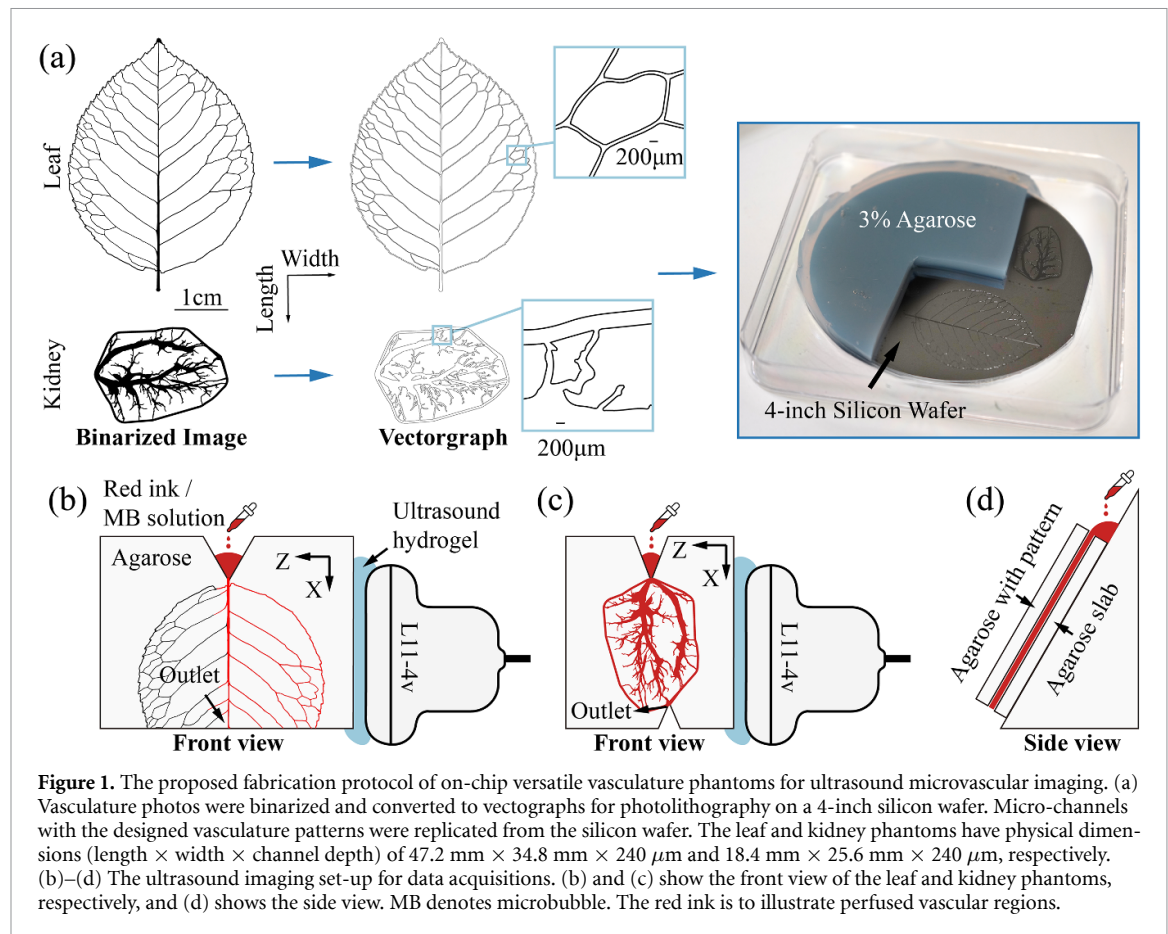 (a)
Leaf
200μm
Width
Length
1cm
Kidney
Binarized Image
Vectorgraph
200μm
3% Agarose
4-inch Silicon Wafer
(b)
Red ink /
MB solution
Agarose
Z
X
Ultrasound
hydrogel
L11-4v
Outlet
Front view
(c)
Z
X
L11-4v
Outlet
Front view
(d)
Agarose with pattern
Agarose slab
Side view
Figure 1. The proposed fabrication protocol of on-chip versatile vasculature phantoms for ultrasound microvascular imaging. (a)
Vasculature photos were binarized and converted to vectographs for photolithography on a 4-inch silicon wafer. Micro-channels
with the designed vasculature patterns were replicated from the silicon wafer. The leaf and kidney phantoms have physical dimen-
sions (length × width × channel depth) of 47.2 mm × 34.8 mm × 240 μm and 18.4 mm × 25.6 mm × 240 μm, respectively.
(b)–(d) The ultrasound imaging set-up for data acquisitions. (b) and (c) show the front view of the leaf and kidney phantoms,
respectively, and (d) shows the side view. MB denotes microbubble. The red ink is to illustrate perfused vascular regions.